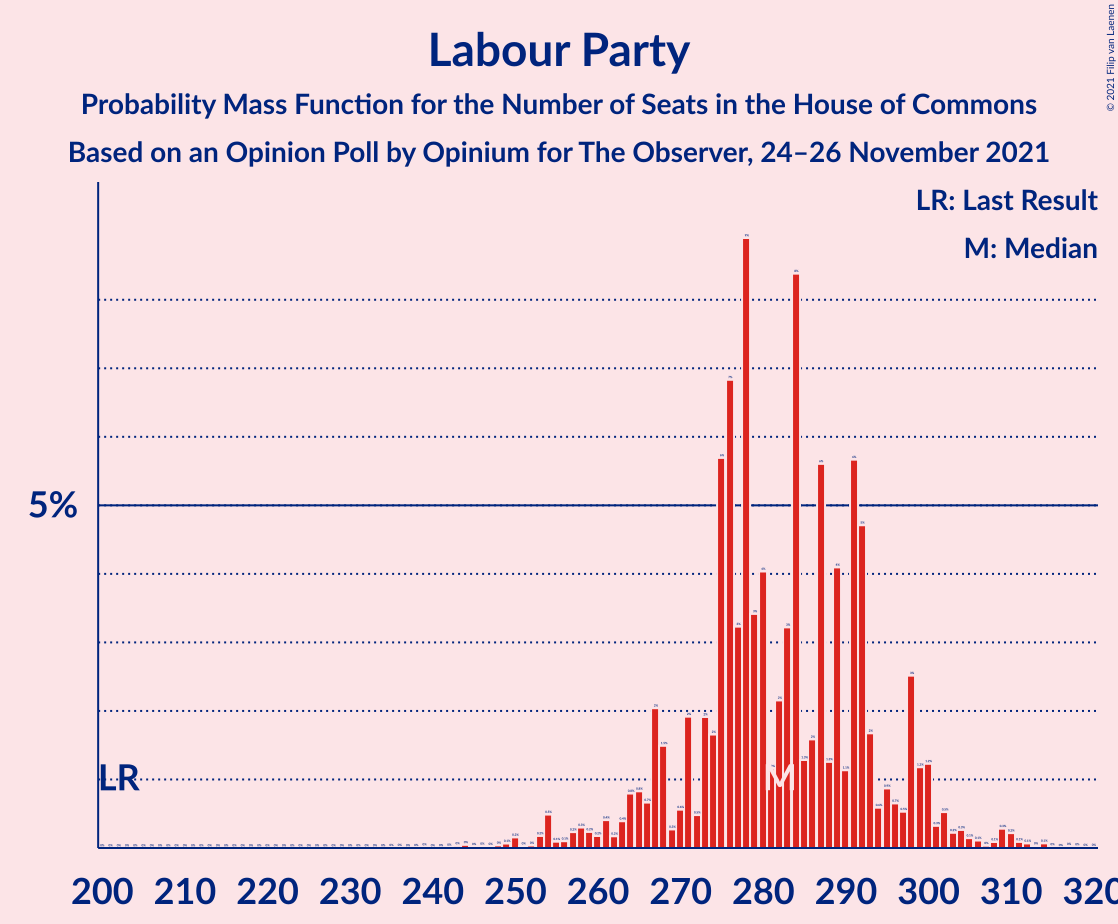 Labour Party
Probability Mass Function for the Number of Seats in the House of Commons
Based on an Opinion Poll by Opinium for The Observer, 24–26 November 2021
© 2021 Filip van Laenen
LR: Last Result
M: Median
5%
LR
M
200 210 220 230 240 250 260 270 280 290 300 310 320